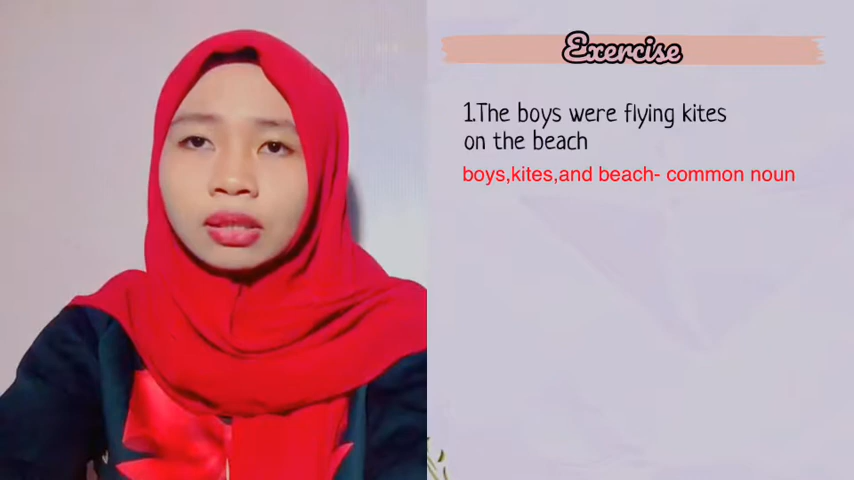 Exercise
1.The boys were flying kites
on the beach
boys,kites,and beach- common noun